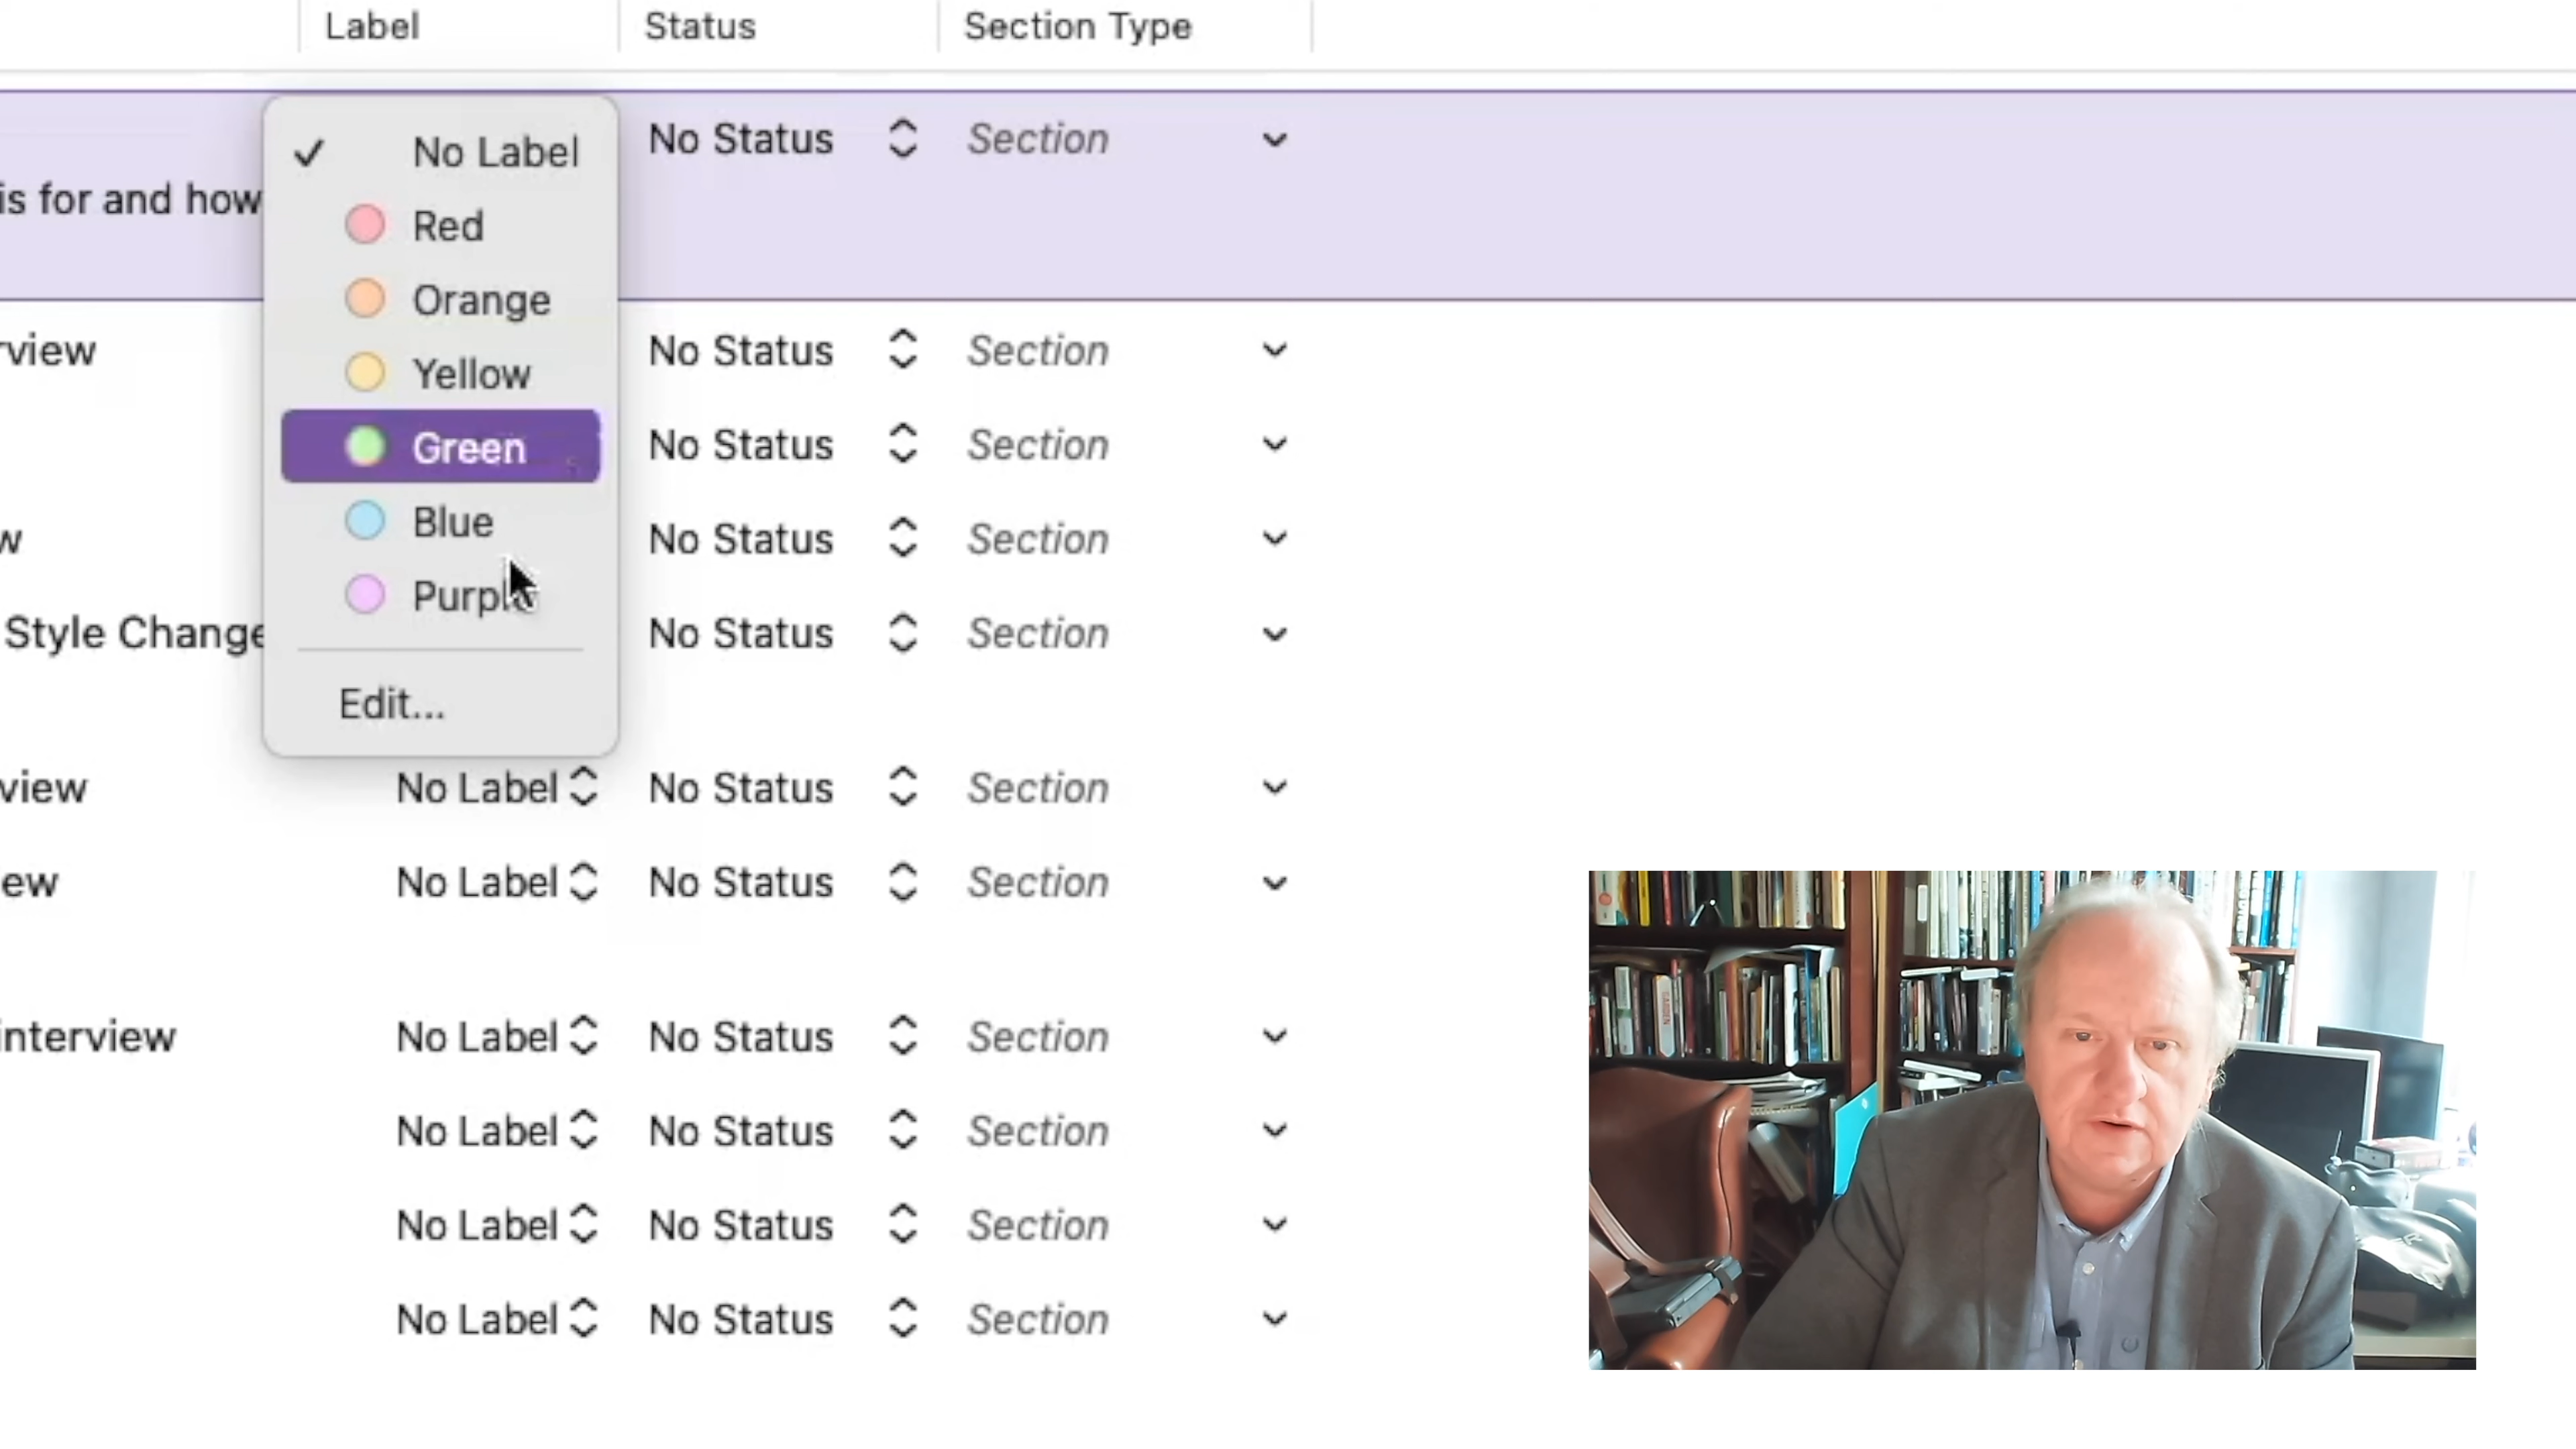 Label Status Section Type
No Label
No Status Section
is for and how
Red
Orange
Yellow
rview No Status Section
Green
No Status Section
Blue
w No Status Section
Purple
Style Change No Status Section
Edit...
view No Label No Status Section
ew No Label No Status Section
interview No Label No Status Section
No Label No Status Section
No Label No Status Section
No Label No Status Section